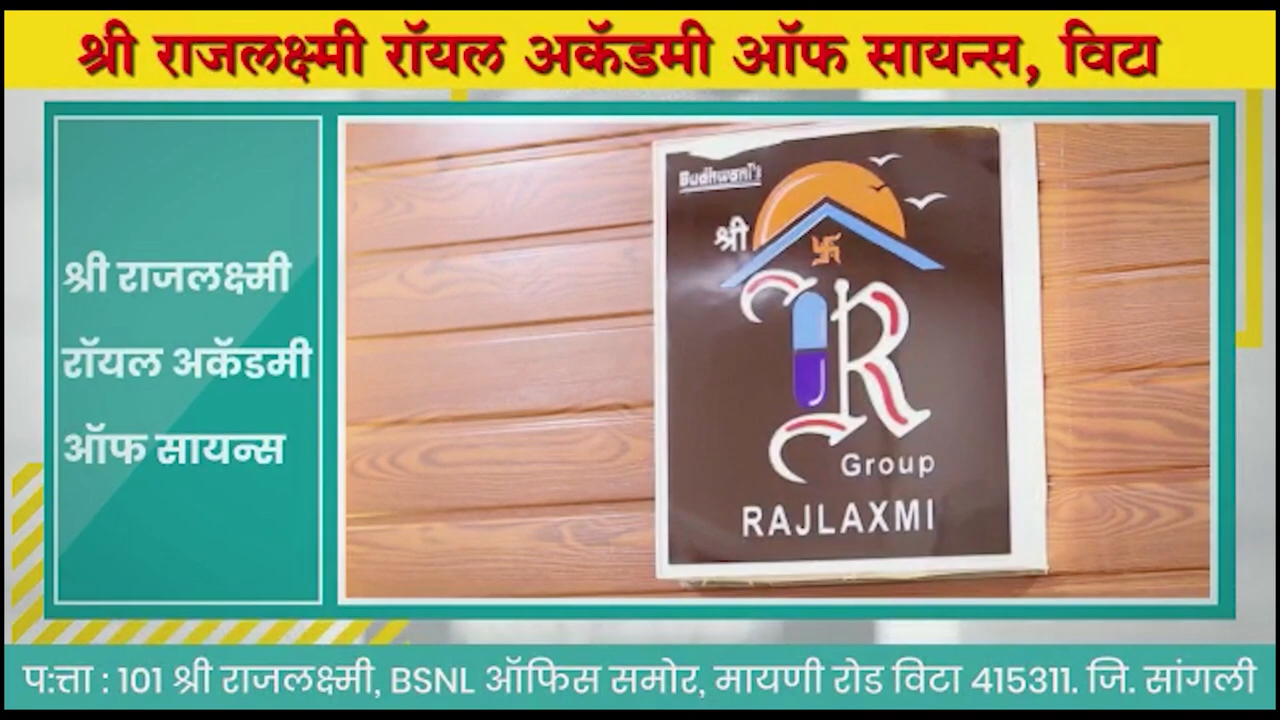 श्री राजलक्ष्मी रॉयल अकॅडमी ऑफ सायन्स, विटा
श्री राजलक्ष्मी
रॉयल अकॅडमी
ऑफ सायन्स
Budhwani's
श्री
R
Group
RAJLAXMI
प:त्ता : 101 श्री राजलक्ष्मी, BSNL ऑफिस समोर, मायणी रोड विटा 415311. जि. सांगली